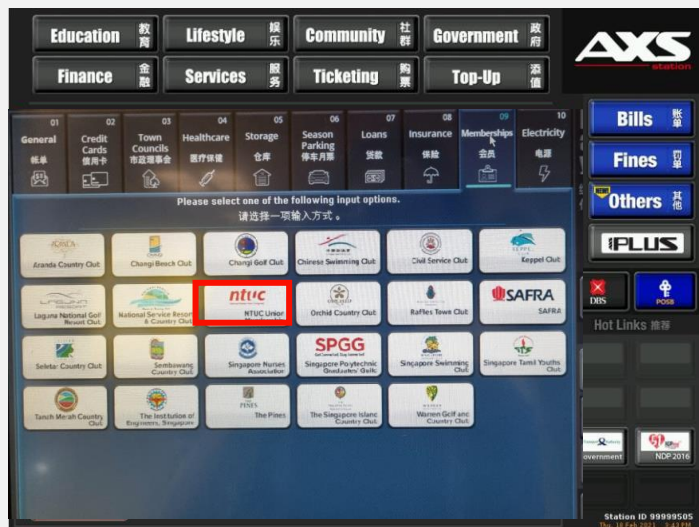 Education 教育
Lifestyle 娱乐
Community 社群
Government 政府
AXS
station
Finance 金融
Services 服务
Ticketing 购票
Top-Up 添值
01
General
帐单
02
Credit
Cards
信用卡
03
Town
Councils
市政理事会
04
Healthcare
医疗保健
05
Storage
仓库
06
Season
Parking
停车月票
07
Loans
贷款
08
Insurance
保险
09
Memberships
会员
10
Electricity
电源
Bills 账单
Fines 罚单
NEW!
Others 其他
PLUS
DBS
POSB
Hot Links 推荐
Please select one of the following input options.
请选择一项输入方式。
Aranda Country Club
Changi Beach Club
Changi Golf Club
Chinese Swimming Club
Civil Service Club
Keppel Club
Laguna National Golf
Resort Club
National Service Resort
& Country Club
ntuc
NTUC Union
Orchid Country Club
Raffles Town Club
SAFRA
SAFRA
Seletar Country Club
Sembawang
Country Club
Singapore Nurses
Association
SPGG
Singapore Polytechnic
Graduates' Guild
Singapore Swimming
Club
Singapore Tamil Youths
Club
Tanah Merah Country
Club
The Institution of
Engineers, Singapore
PINES
The Pines
The Singapore Island
Country Club
Warren Golf and
Country Club
overnment
NDP 2016
Station ID 99999505